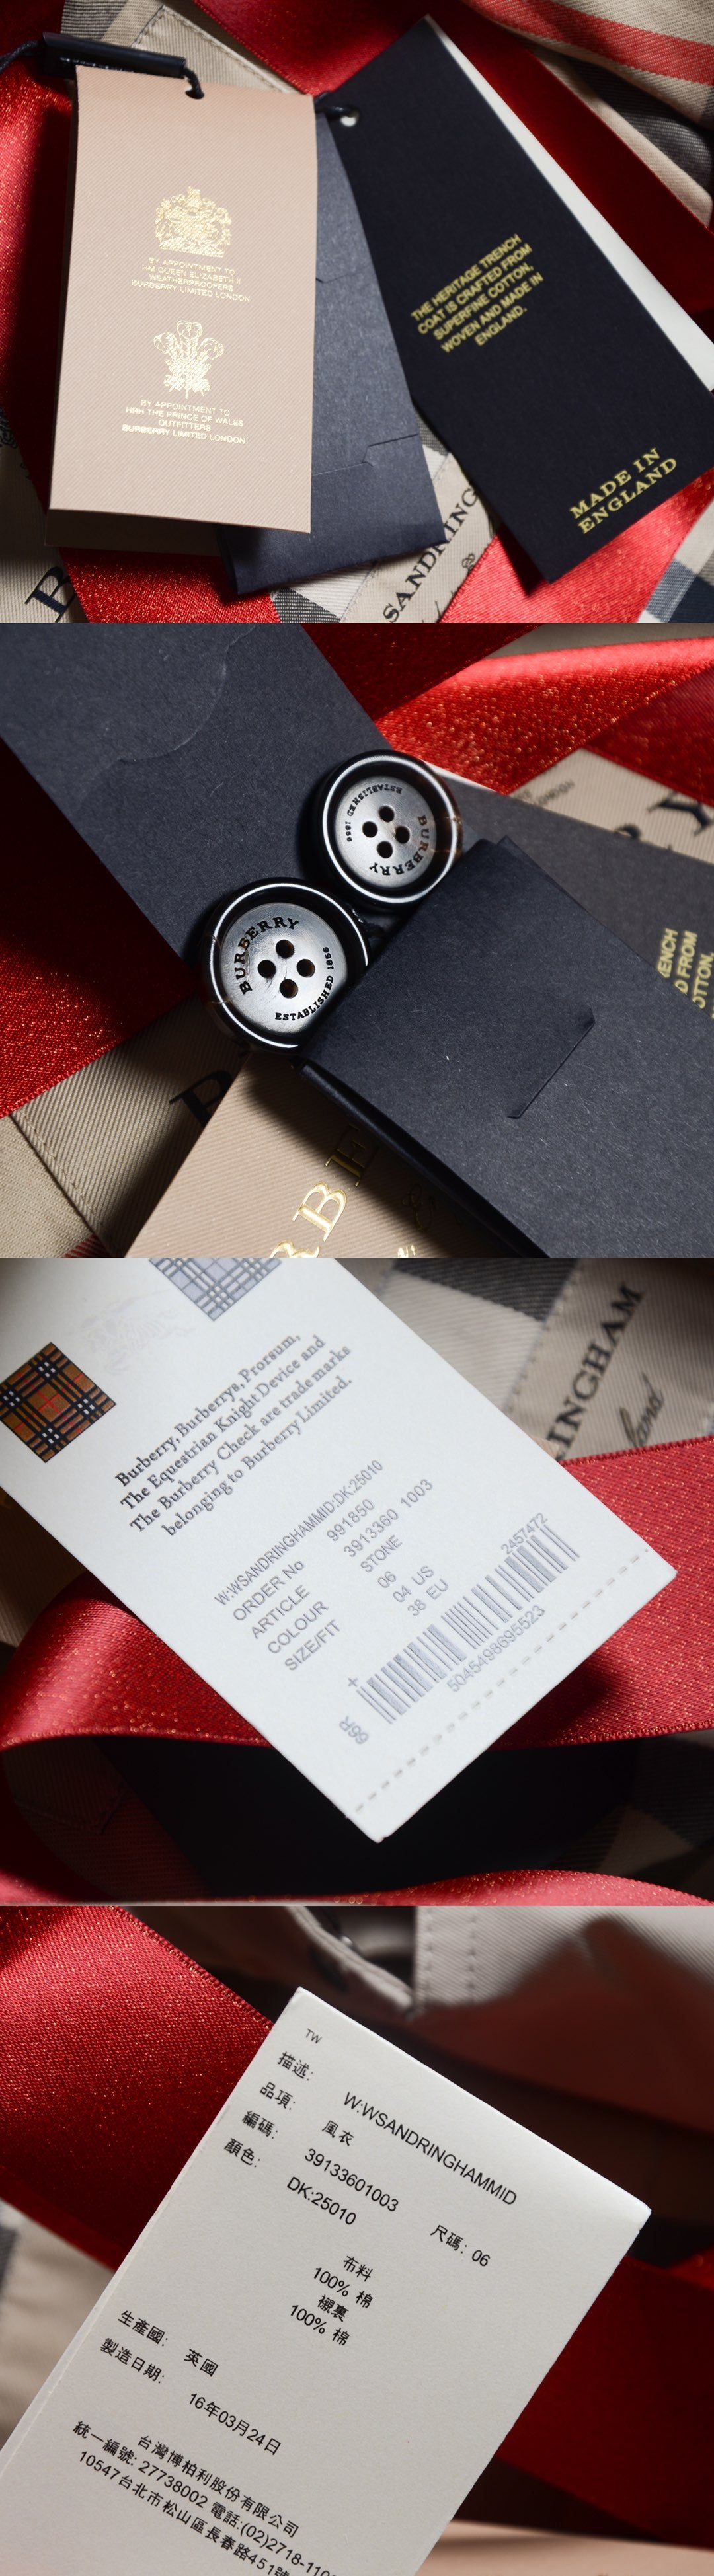 BY APPOINTMENT TO
HM QUEEN ELIZABETH II
WEATHERPROOFERS
BURBERRY LIMITED LONDON
BY APPOINTMENT TO
HRH THE PRINCE OF WALES
OUTFITTERS
BURBERRY LIMITED LONDON
THE HERITAGE TRENCH
COAT IS CRAFTED FROM
SUPERFINE COTTON,
WOVEN AND MADE IN
ENGLAND.
MADE IN
ENGLAND
B
SANDRING
BURBERRY
ESTABLISHED 1856
BURBERRY
ESTABLISHED 1856
R Y
ENCH
D FROM
OTTON,
RBE
Burberry, Burberrys, Prorsum,
The Equestrian Knight Device and
The Burberry Check are trade marks
belonging to Burberry Limited.
W:WSANDRINGHAMMID:DK:25010
ORDER No 991850
ARTICLE 3913360 1003
COLOUR STONE
SIZE/FIT 06
04 US
38 EU
2457472
5045498695523
RINGHAM
TW
描述: W:WSANDRINGHAMMID
品項: 風衣
編碼: 39133601003
顏色: DK:25010
尺碼: 06
布料
100% 棉
襯裏
100% 棉
生產國: 英國
製造日期: 16年03月24日
台灣博柏利股份有限公司
統一編號: 27738002 電話:(02)2718-110
10547台北市松山區長春路451號